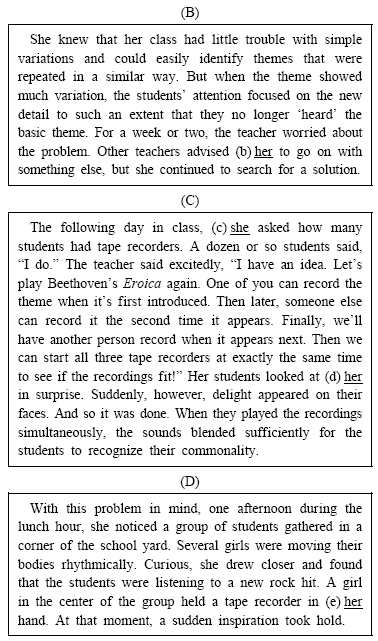 (B)
She knew that her class had little trouble with simple
variations and could easily identify themes that were
repeated in a similar way. But when the theme showed
much variation, the students’ attention focused on the new
detail to such an extent that they no longer ‘heard’ the
basic theme. For a week or two, the teacher worried about
the problem. Other teachers advised (b) her to go on with
something else, but she continued to search for a solution.
(C)
The following day in class, (c) she asked how many
students had tape recorders. A dozen or so students said,
“I do.” The teacher said excitedly, “I have an idea. Let’s
play Beethoven’s Eroica again. One of you can record the
theme when it’s first introduced. Then later, someone else
can record it the second time it appears. Finally, we’ll
have another person record when it appears next. Then we
can start all three tape recorders at exactly the same time
to see if the recordings fit!” Her students looked at (d) her
in surprise. Suddenly, however, delight appeared on their
faces. And so it was done. When they played the recordings
simultaneously, the sounds blended sufficiently for the
students to recognize their commonality.
(D)
With this problem in mind, one afternoon during the
lunch hour, she noticed a group of students gathered in a
corner of the school yard. Several girls were moving their
bodies rhythmically. Curious, she drew closer and found
that the students were listening to a new rock hit. A girl
in the center of the group held a tape recorder in (e) her
hand. At that moment, a sudden inspiration took hold.